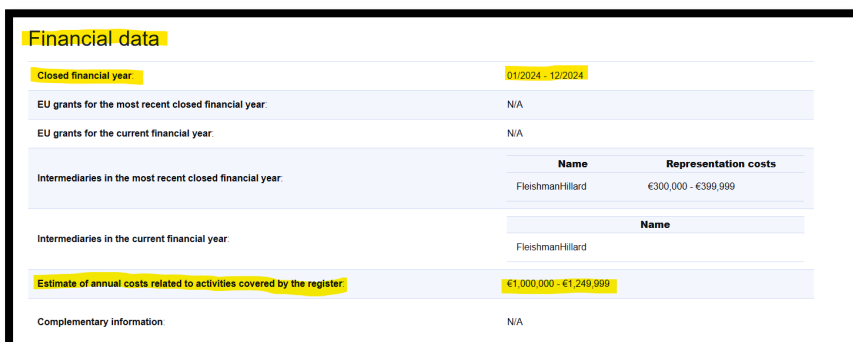 Financial data
Closed financial year: 01/2024 - 12/2024
EU grants for the most recent closed financial year: N/A
EU grants for the current financial year: N/A
Intermediaries in the most recent closed financial year:
Name Representation costs
FleishmanHillard €300,000 - €399,999
Intermediaries in the current financial year:
Name
FleishmanHillard
Estimate of annual costs related to activities covered by the register: €1,000,000 - €1,249,999
Complementary information: N/A